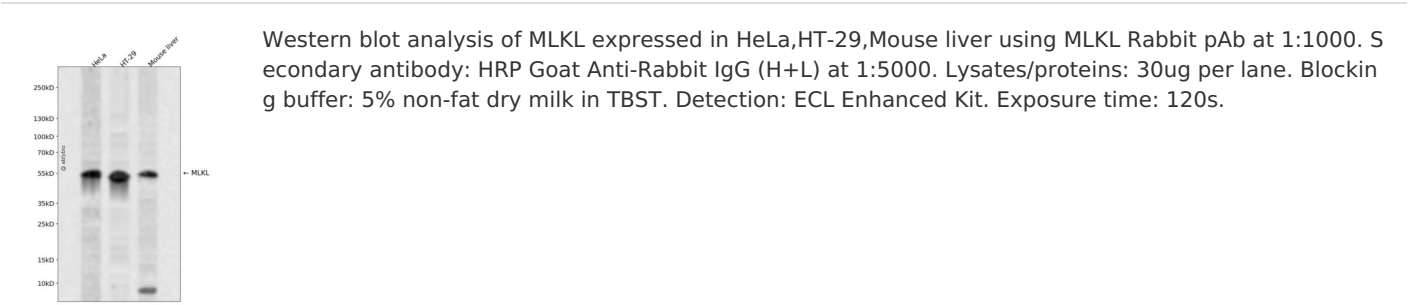 HeLa
HT-29
Mouse liver
250kD
130kD
100kD
70kD
55kD
35kD
25kD
15kD
10kD
@ ablybio
← MLKL
Western blot analysis of MLKL expressed in HeLa,HT-29,Mouse liver using MLKL Rabbit pAb at 1:1000. S
econdary antibody: HRP Goat Anti-Rabbit IgG (H+L) at 1:5000. Lysates/proteins: 30ug per lane. Blockin
g buffer: 5% non-fat dry milk in TBST. Detection: ECL Enhanced Kit. Exposure time: 120s.